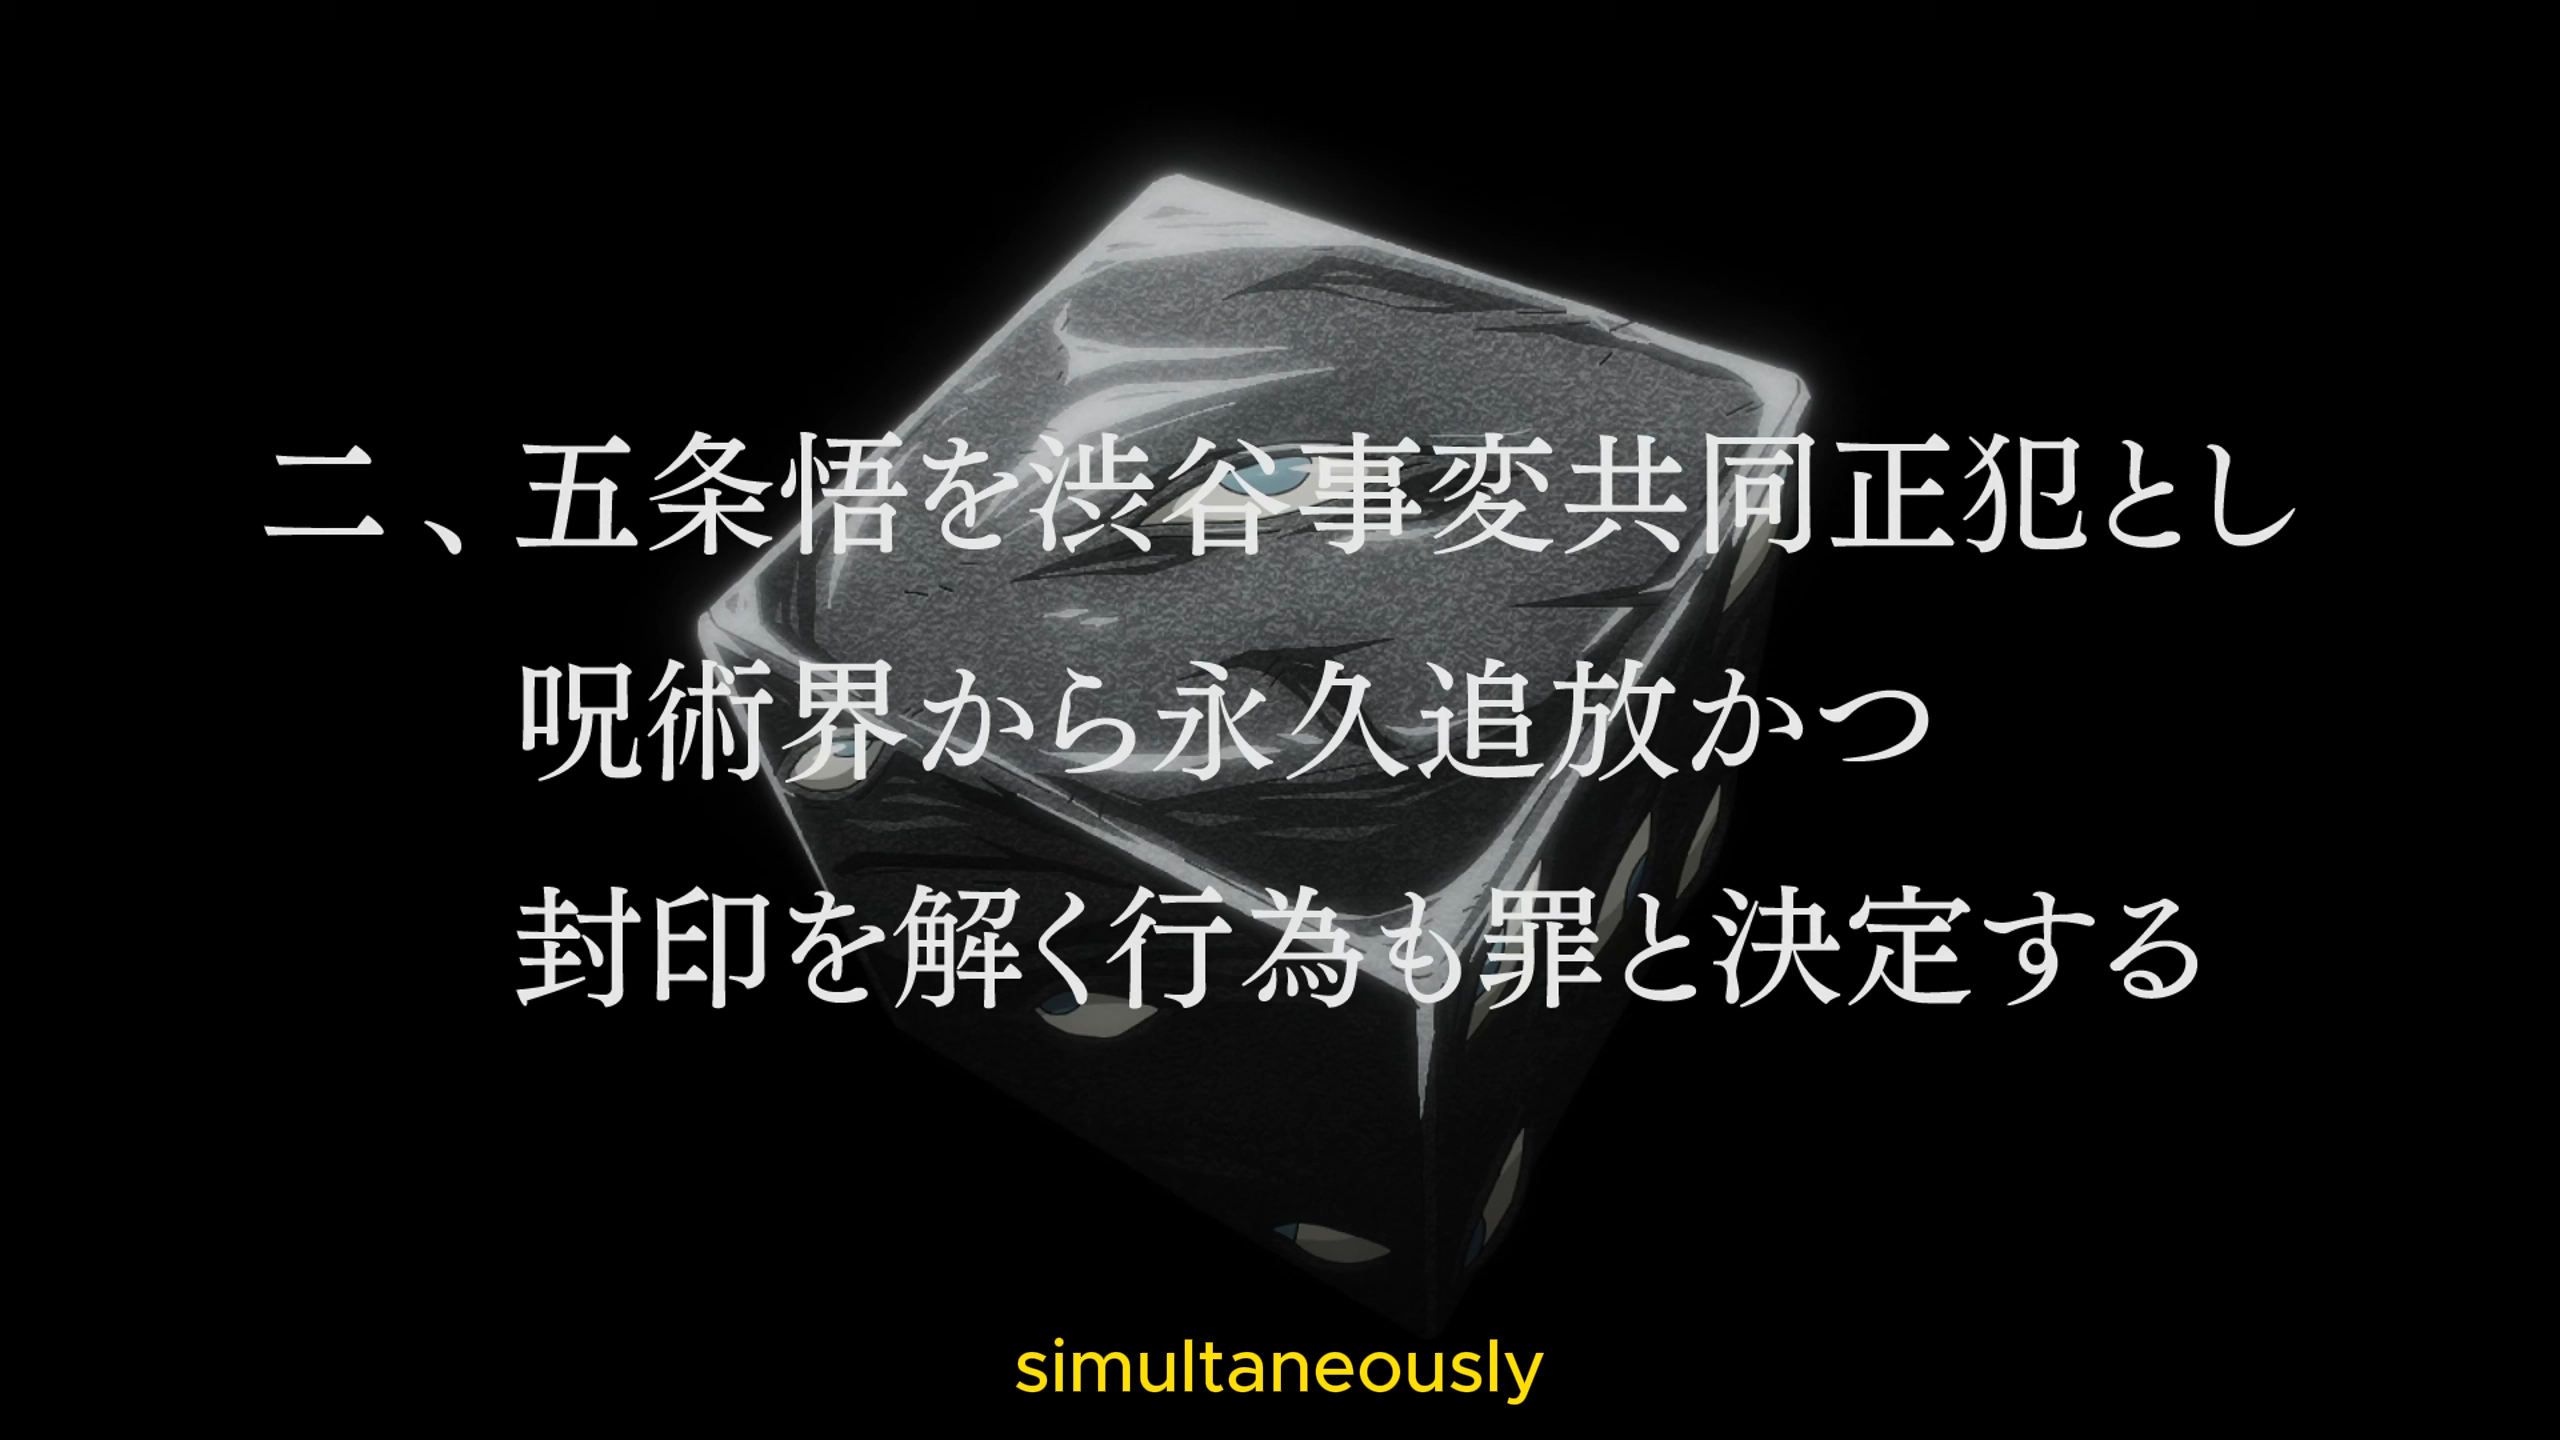 二、五条悟を渋谷事変共同正犯とし
呪術界から永久追放かつ
封印を解く行為も罪と決定する
simultaneously